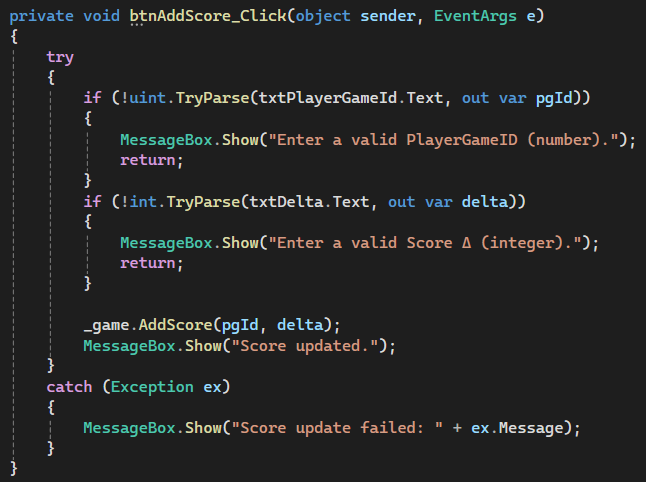 private void btnAddScore_Click(object sender, EventArgs e)
{
    try
    {
        if (!uint.TryParse(txtPlayerGameId.Text, out var pgId))
        {
            MessageBox.Show("Enter a valid PlayerGameID (number).");
            return;
        }
        if (!int.TryParse(txtDelta.Text, out var delta))
        {
            MessageBox.Show("Enter a valid Score Δ (integer).");
            return;
        }

        _game.AddScore(pgId, delta);
        MessageBox.Show("Score updated.");
    }
    catch (Exception ex)
    {
        MessageBox.Show("Score update failed: " + ex.Message);
    }
}